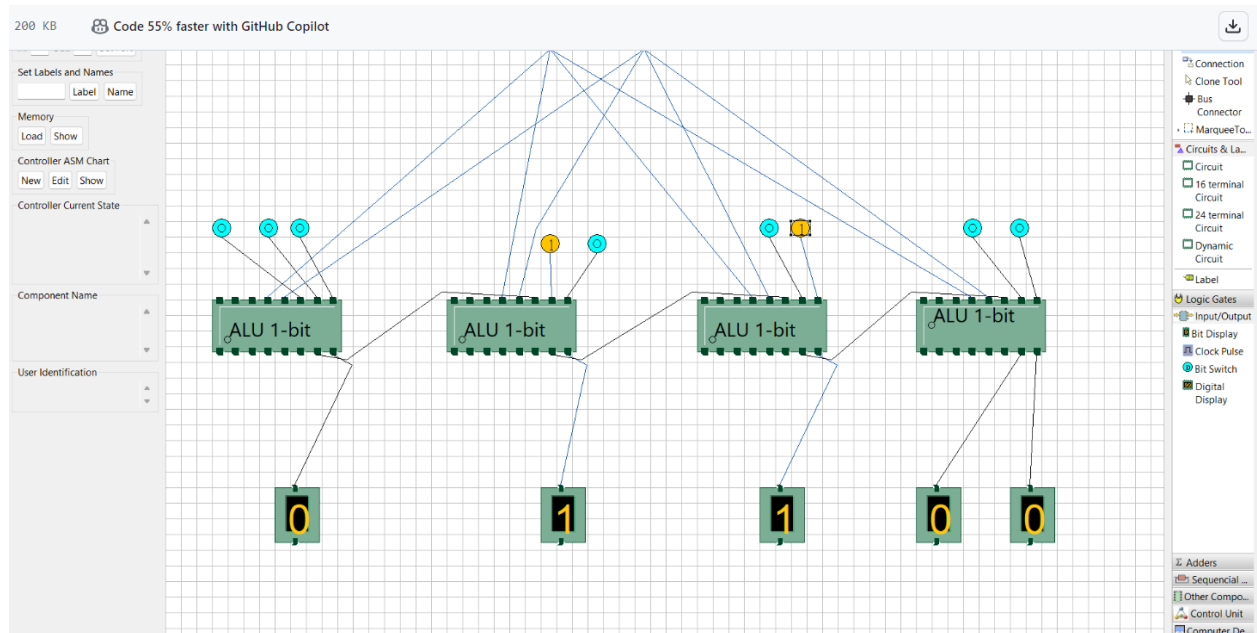 200 KB
Code 55% faster with GitHub Copilot
Set Labels and Names
Label Name
Memory
Load Show
Controller ASM Chart
New Edit Show
Controller Current State
Component Name
User Identification
1
1
ALU 1-bit
ALU 1-bit
ALU 1-bit
ALU 1-bit
0
1
1
0
0
Connection
Clone Tool
Bus
Connector
MarqueeTo...
Circuits & La...
Circuit
16 terminal
Circuit
24 terminal
Circuit
Dynamic
Circuit
Label
Logic Gates
Input/Output
Bit Display
Clock Pulse
Bit Switch
Digital
Display
Σ Adders
Sequential ...
Other Compo...
Control Unit